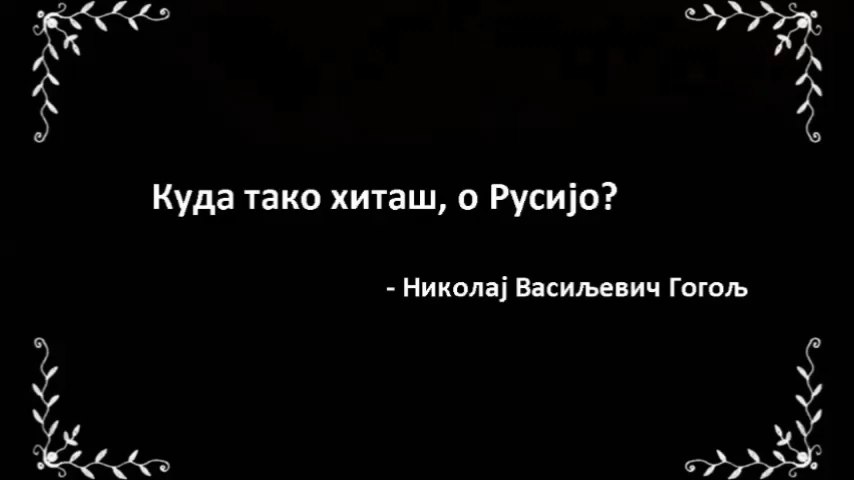 Куда тако хиташ, о Русијо?
- Николај Васиљевич Гогољ